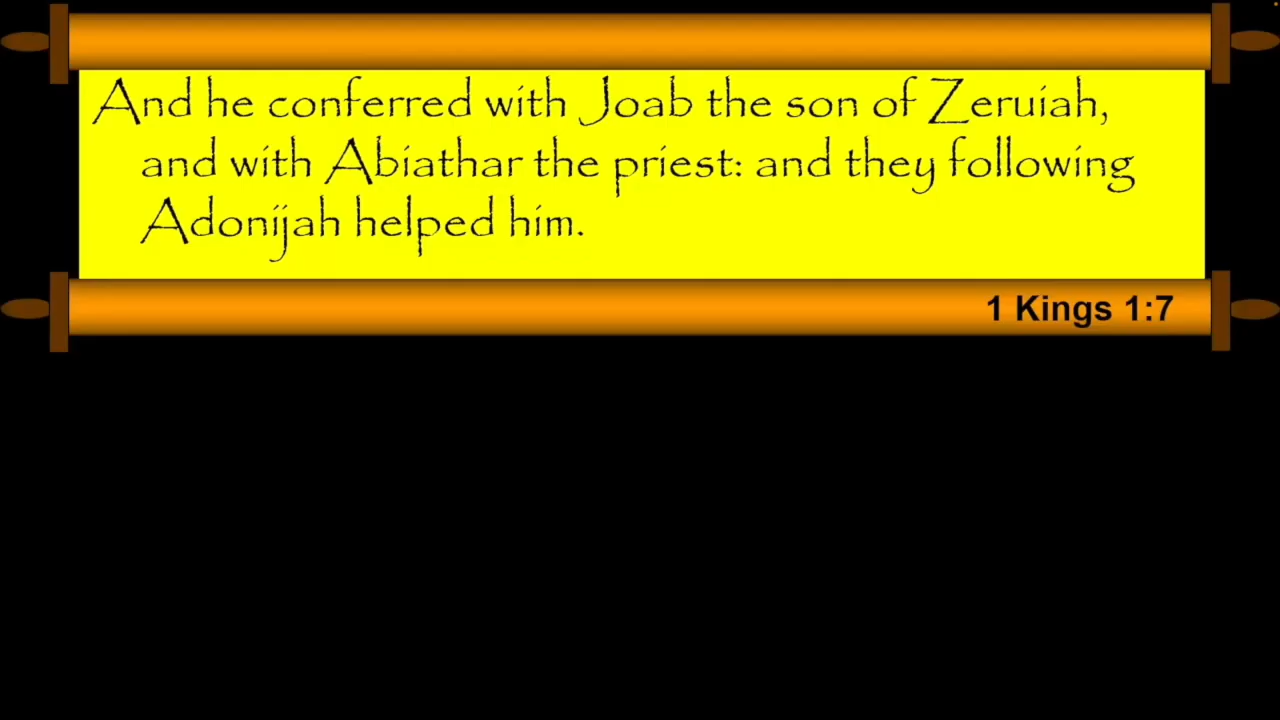 And he conferred with Joab the son of Zeruiah,
and with Abiathar the priest: and they following
Adonijah helped him.
1 Kings 1:7